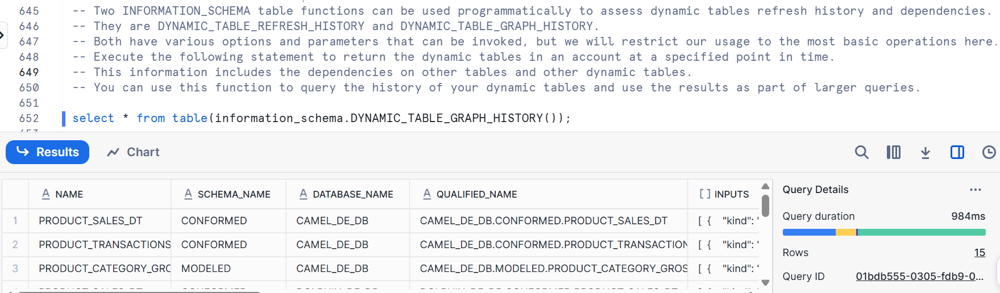 645 -- Two INFORMATION_SCHEMA table functions can be used programmatically to assess dynamic tables refresh history and dependencies.
646 -- They are DYNAMIC_TABLE_REFRESH_HISTORY and DYNAMIC_TABLE_GRAPH_HISTORY.
647 -- Both have various options and parameters that can be invoked, but we will restrict our usage to the most basic operations here.
648 -- Execute the following statement to return the dynamic tables in an account at a specified point in time.
649 -- This information includes the dependencies on other tables and other dynamic tables.
650 -- You can use this function to query the history of your dynamic tables and use the results as part of larger queries.
651
652 select * from table(information_schema.DYNAMIC_TABLE_GRAPH_HISTORY());
Results Chart
A NAME A SCHEMA_NAME A DATABASE_NAME A QUALIFIED_NAME [ ] INPUTS
1 PRODUCT_SALES_DT CONFORMED CAMEL_DE_DB CAMEL_DE_DB.CONFORMED.PRODUCT_SALES_DT [ { "kind": "
2 PRODUCT_TRANSACTIONS CONFORMED CAMEL_DE_DB CAMEL_DE_DB.CONFORMED.PRODUCT_TRANSACTION [ { "kind": "
3 PRODUCT_CATEGORY_GRO MODELED CAMEL_DE_DB CAMEL_DE_DB.MODELED.PRODUCT_CATEGORY_GROS [ { "kind": "
Query Details ...
Query duration 984ms
Rows 15
Query ID 01bdb555-0305-fdb9-0...